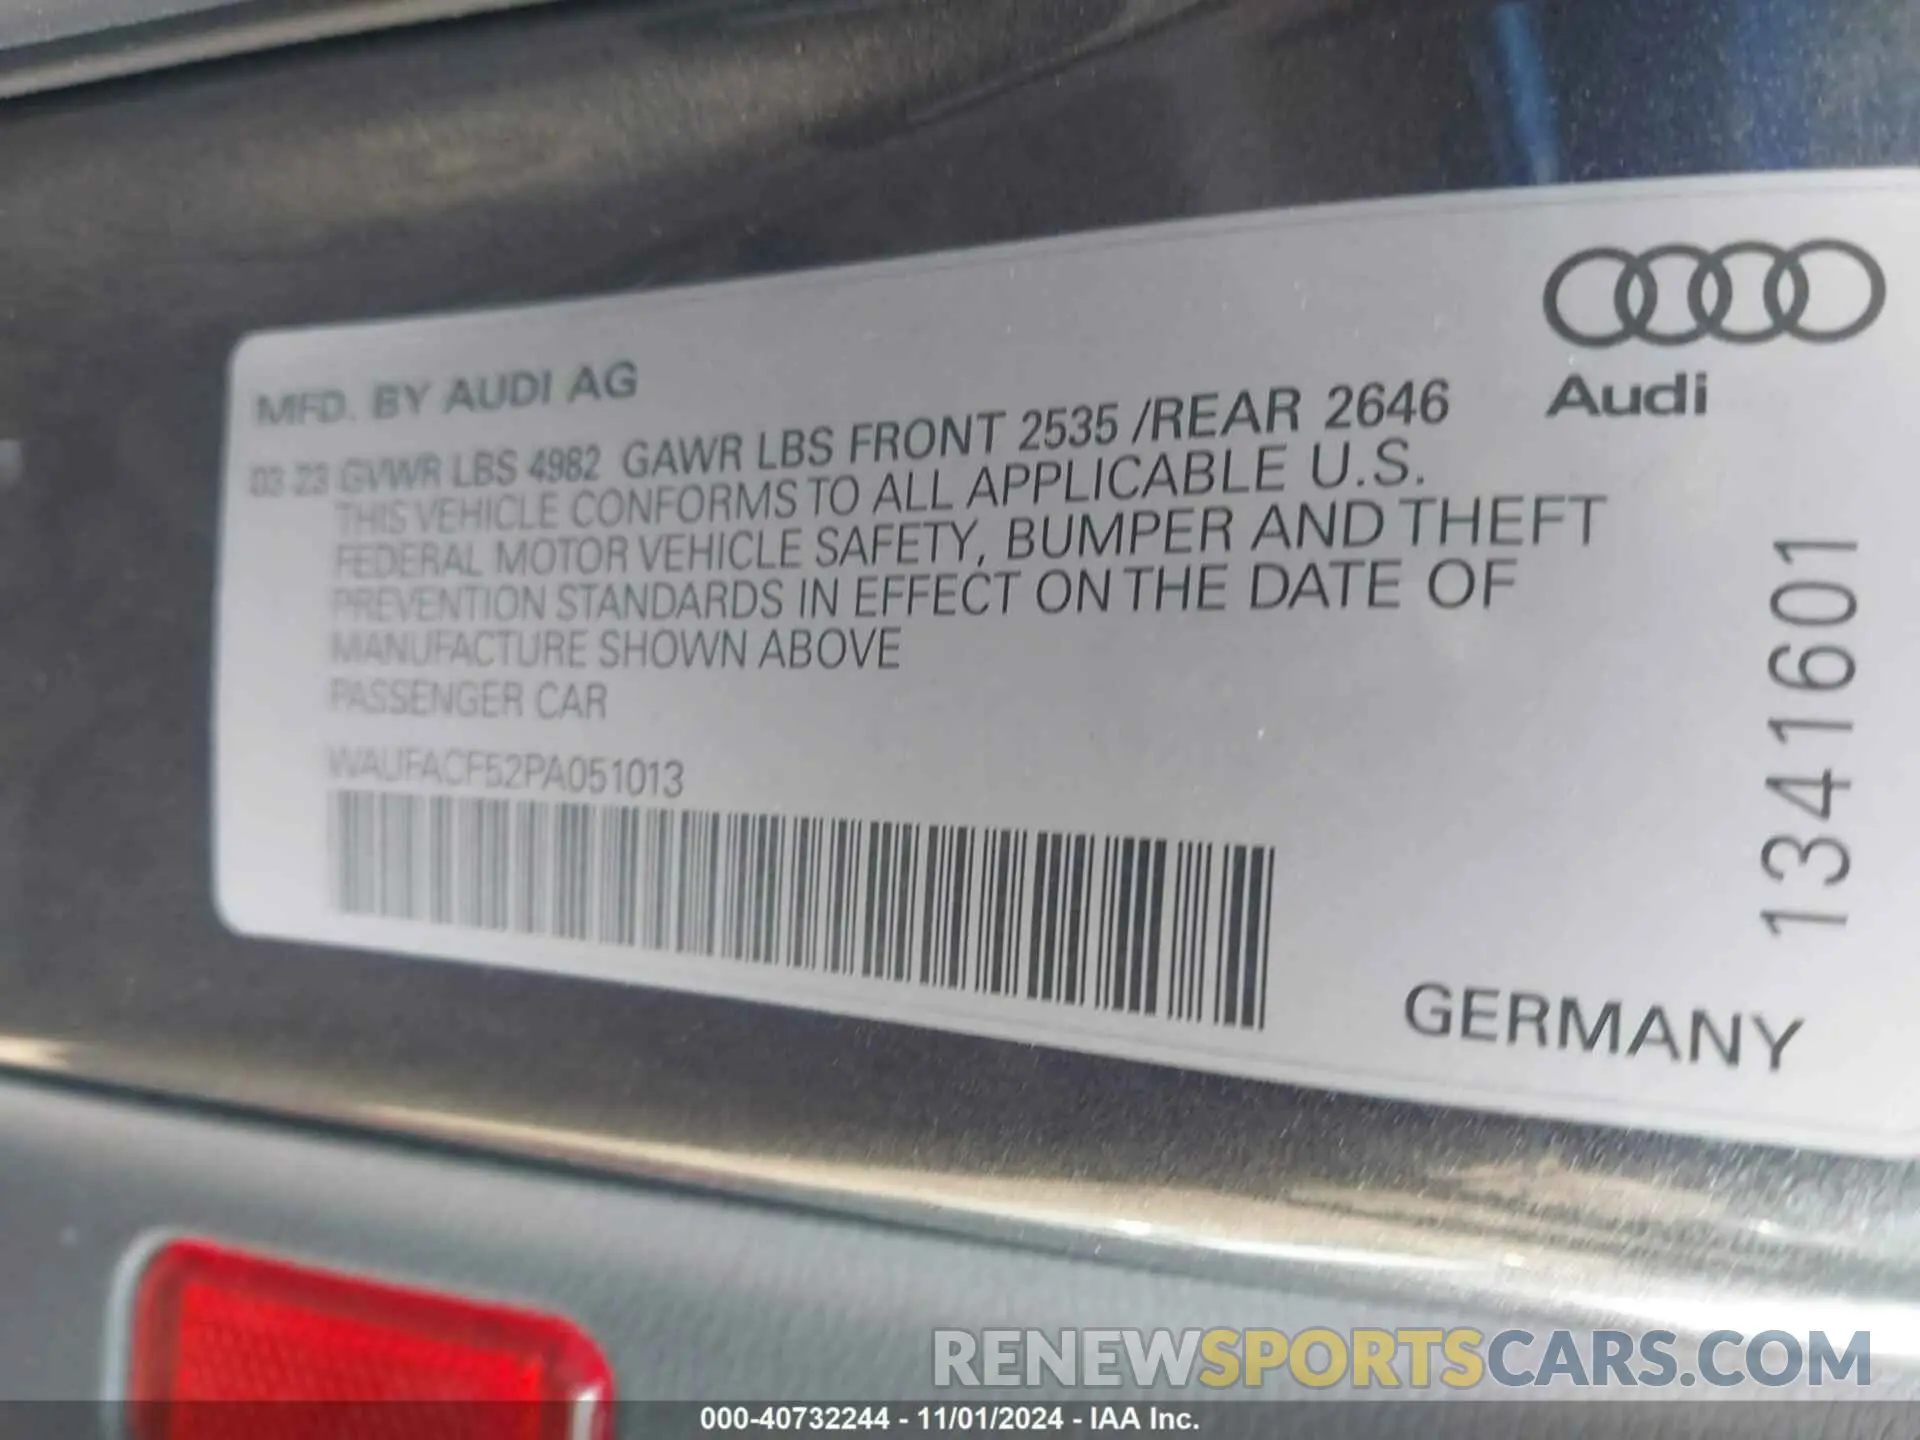 Audi
MFD. BY AUDI AG
03 23 GVWR LBS 4982 GAWR LBS FRONT 2535 /REAR 2646
THIS VEHICLE CONFORMS TO ALL APPLICABLE U.S.
FEDERAL MOTOR VEHICLE SAFETY, BUMPER AND THEFT
PREVENTION STANDARDS IN EFFECT ON THE DATE OF
MANUFACTURE SHOWN ABOVE
PASSENGER CAR
WAUFACF52PA051013
1341601
GERMANY
RENEWSPORTSCARS.COM
000-40732244 - 11/01/2024 - IAA Inc.